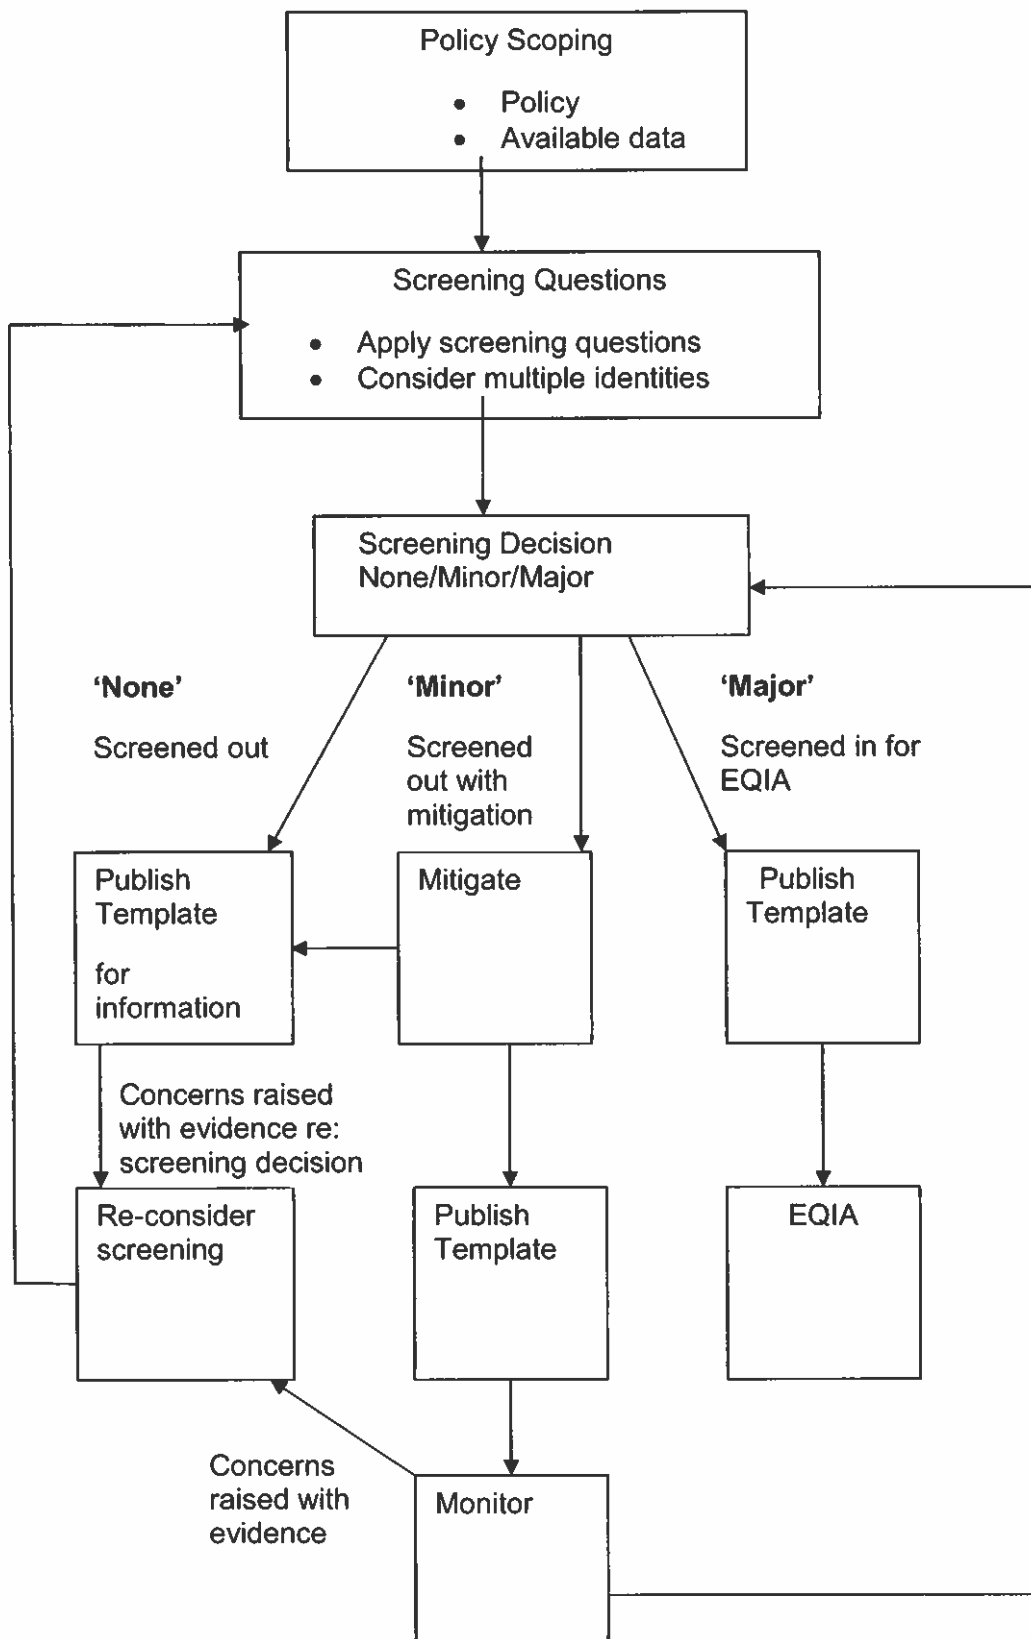 Policy Scoping
• Policy
• Available data
Screening Questions
• Apply screening questions
• Consider multiple identities
Screening Decision
None/Minor/Major
‘None’
Screened out
‘Minor’
Screened
out with
mitigation
‘Major’
Screened in for
EQIA
Publish
Template
for
information
Mitigate
Publish
Template
Concerns raised
with evidence re:
screening decision
Re-consider
screening
Publish
Template
EQIA
Concerns
raised with
evidence
Monitor